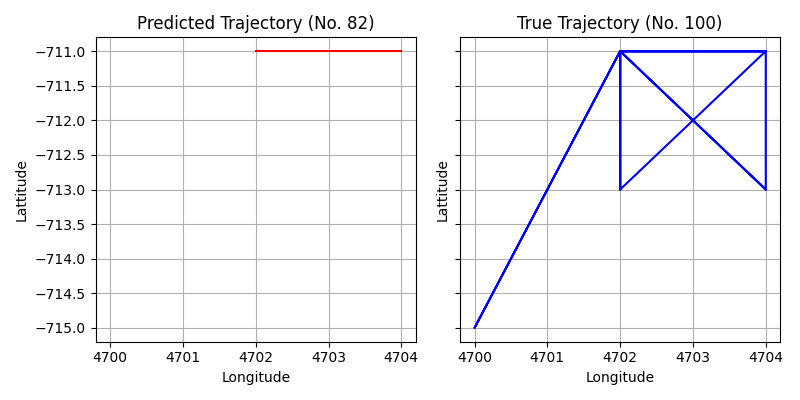 Predicted Trajectory (No. 82)
True Trajectory (No. 100)
−711.0
−711.5
−712.0
−712.5
−713.0
−713.5
−714.0
−714.5
−715.0
Lattitude
Lattitude
4700 4701 4702 4703 4704
4700 4701 4702 4703 4704
Longitude
Longitude